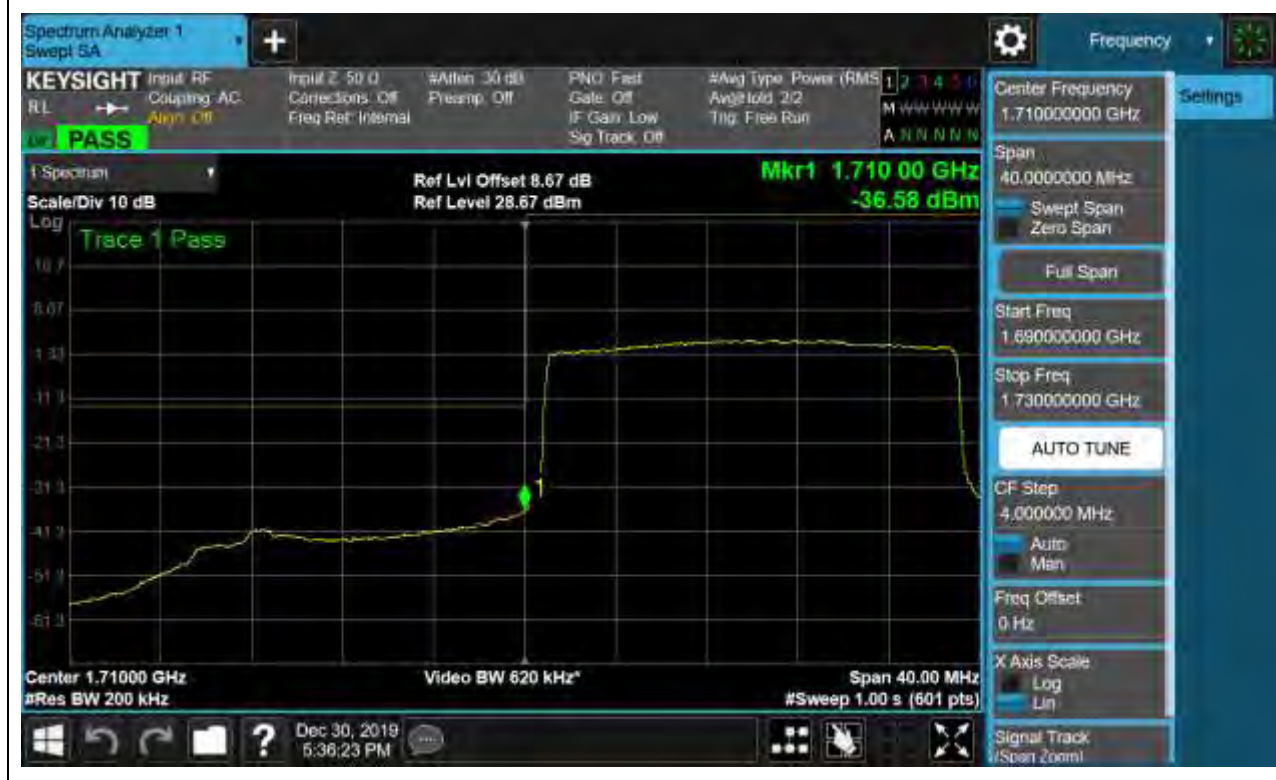 Spectrum Analyzer 1
Swept SA
+
Frequency
KEYSIGHT
RL
PASS
Input: RF
Coupling: AC
Align: Off
Input Z: 50 Ω
Corrections: Off
Freq Ref: Internal
#Atten: 30 dB
Preamp: Off
PNO: Fast
Gate: Off
IF Gain: Low
Sig Track: Off
#Avg Type: Power (RMS
Avg|Hold: 2/2
Trig: Free Run
1 2 3 4 5 6
M W W W W W
A N N N N N
1 Spectrum
Scale/Div 10 dB
Ref Lvl Offset 8.67 dB
Ref Level 28.67 dBm
Mkr1 1.710 00 GHz
-36.58 dBm
Log
Trace 1 Pass
18.7
8.67
-1.33
-11.3
-21.3
-31.3
-41.3
-51.3
-61.3
1
Center 1.71000 GHz
#Res BW 200 kHz
Video BW 620 kHz*
Span 40.00 MHz
#Sweep 1.00 s (601 pts)
Center Frequency
1.710000000 GHz
Settings
Span
40.0000000 MHz
Swept Span
Zero Span
Full Span
Start Freq
1.690000000 GHz
Stop Freq
1.730000000 GHz
AUTO TUNE
CF Step
4.000000 MHz
Auto
Man
Freq Offset
0 Hz
X Axis Scale
Log
Lin
Signal Track
(Span Zoom)
?
Dec 30, 2019
5:36:23 PM